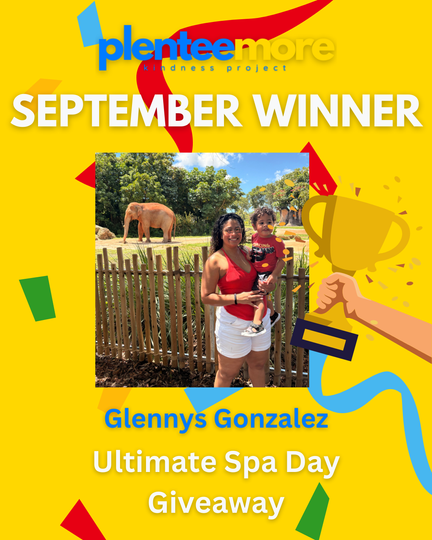 plenteemore
kindness project
SEPTEMBER WINNER
Glennys Gonzalez
Ultimate Spa Day
Giveaway